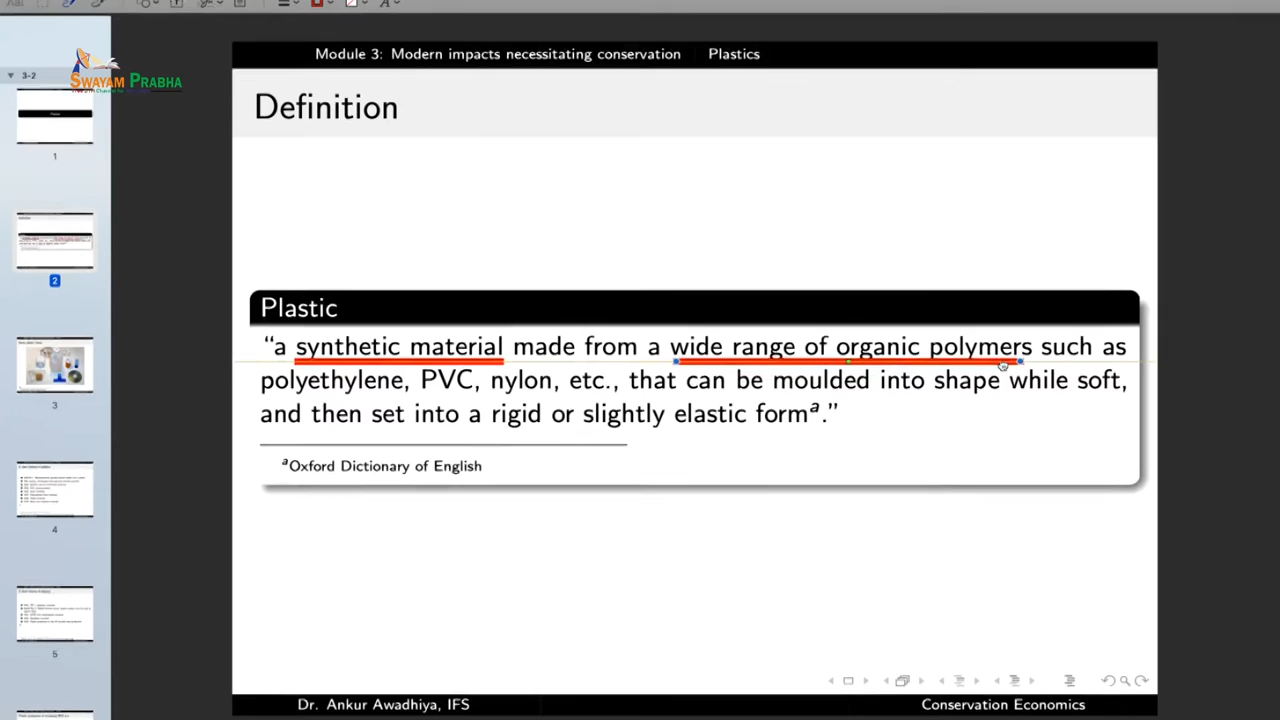 Module 3: Modern impacts necessitating conservation Plastics
3-2
SWAYAM PRABHA
Definition
1
2
Plastic
“a synthetic material made from a wide range of organic polymers such as
polyethylene, PVC, nylon, etc., that can be moulded into shape while soft,
and then set into a rigid or slightly elastic formᵃ.”
ᵃOxford Dictionary of English
3
4
5
Dr. Ankur Awadhiya, IFS Conservation Economics